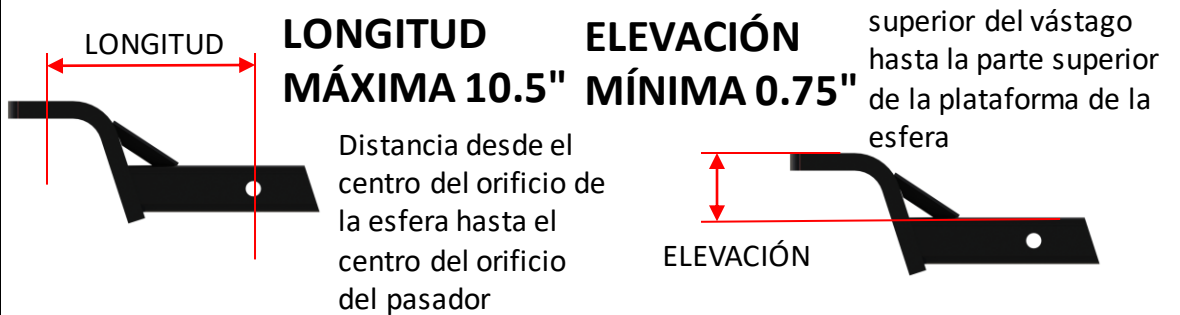 LONGITUD
LONGITUD
MÁXIMA 10.5"
Distancia desde el
centro del orificio de
la esfera hasta el
centro del orificio
del pasador
ELEVACIÓN
MÍNIMA 0.75"
superior del vástago
hasta la parte superior
de la plataforma de la
esfera
ELEVACIÓN